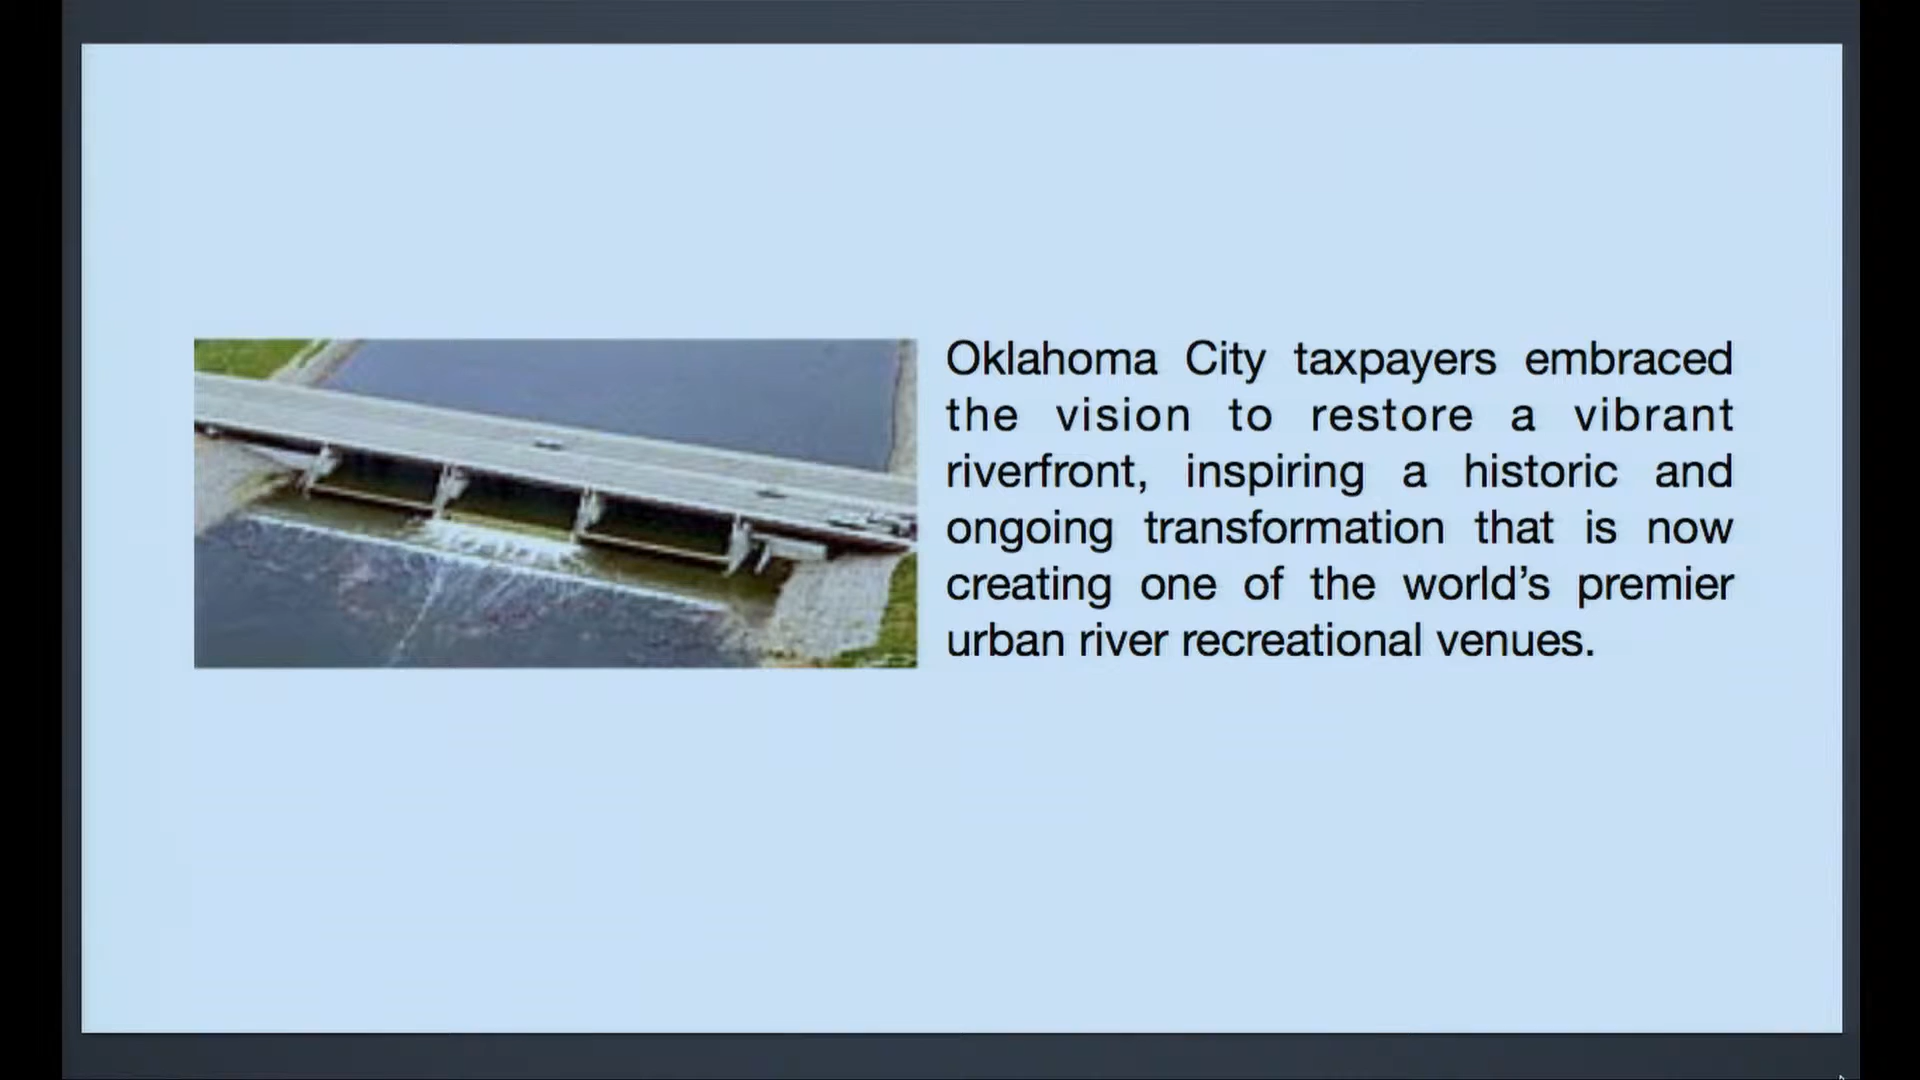 Oklahoma City taxpayers embraced
the vision to restore a vibrant
riverfront, inspiring a historic and
ongoing transformation that is now
creating one of the world’s premier
urban river recreational venues.